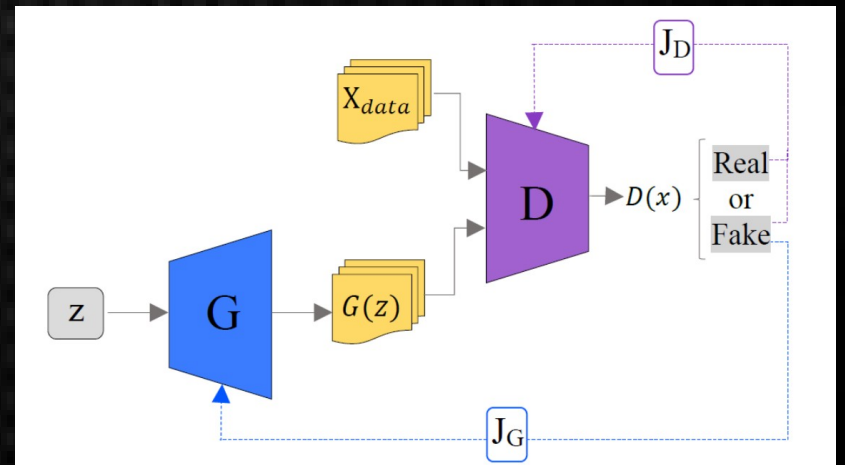 J_D
X_data
Real
D
D(x)
or
Fake
z
G
G(z)
J_G